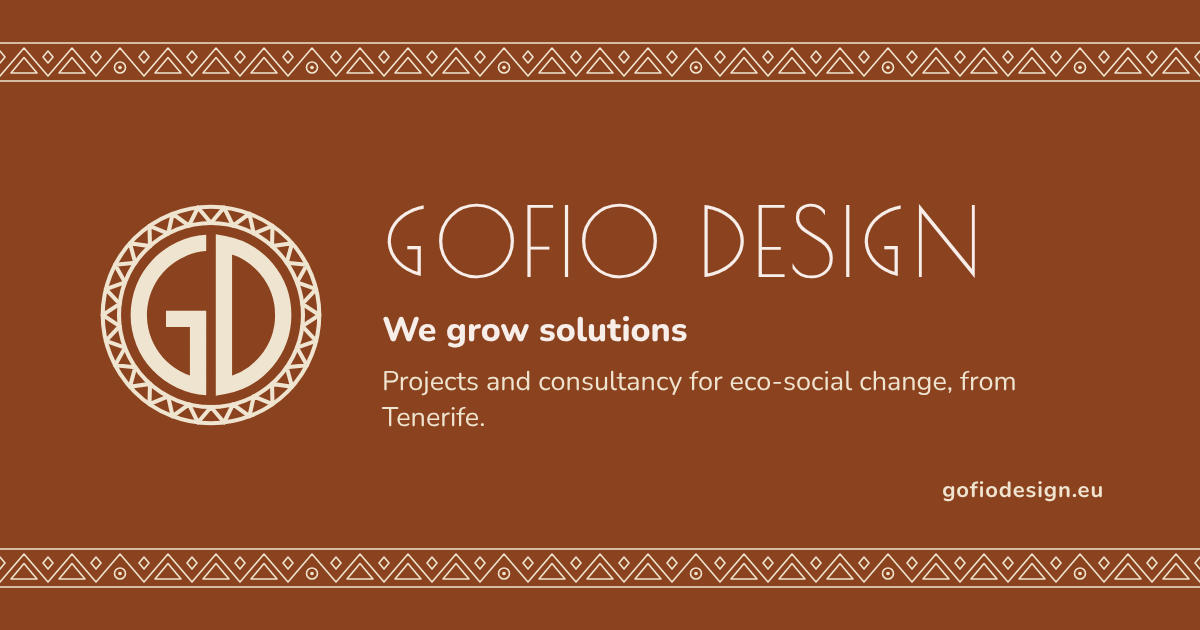 GD
GOFIO DESIGN
We grow solutions
Projects and consultancy for eco-social change, from
Tenerife.
gofiodesign.eu